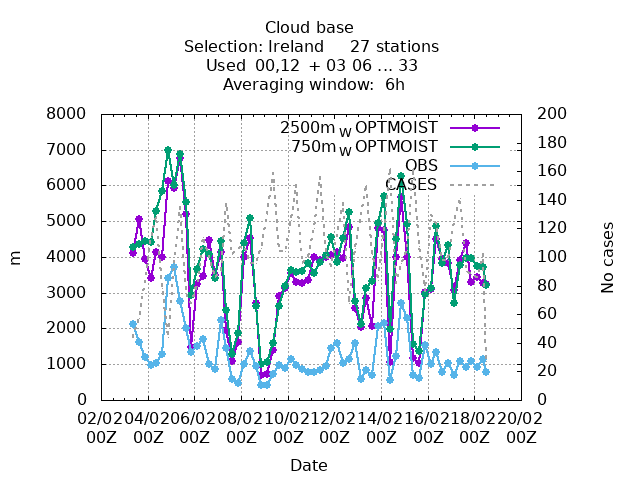 Cloud base
Selection: Ireland 27 stations
Used 00,12 + 03 06 ... 33
Averaging window: 6h
8000 200
7000 180
6000 160
5000 140
4000 120
3000 100
2000 80
1000 60
0 40
20
0
m
No cases
2500m W OPTMOIST
750m W OPTMOIST
OBS
CASES
02/02 04/02 06/02 08/02 10/02 12/02 14/02 16/02 18/02 20/02
00Z 00Z 00Z 00Z 00Z 00Z 00Z 00Z 00Z 00Z
Date